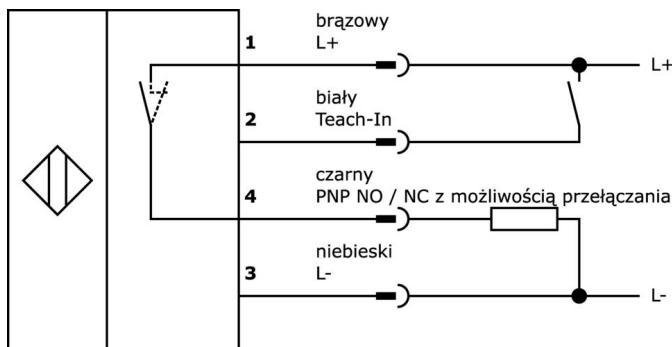 brązowy
1 L+
L+
biały
2 Teach-In
czarny
4 PNP NO / NC z możliwością przełączania
niebieski
3 L-
L-